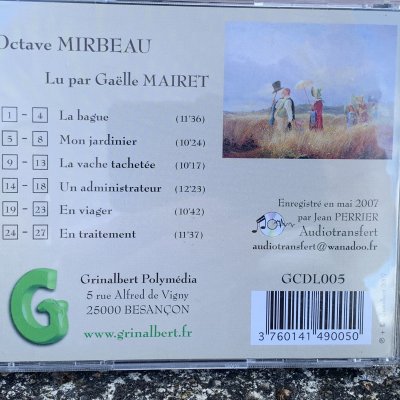 Octave MIRBEAU
Lu par Gaëlle MAIRET
1 - 4 La bague (11'36)
5 - 8 Mon jardinier (10'24)
9 - 13 La vache tachetée (10'17)
14 - 18 Un administrateur (12'23)
19 - 23 En viager (10'42)
24 - 27 En traitement (11'37)
Enregistré en mai 2007
par Jean PERRIER
Audiotransfert
audiotransfert@wanadoo.fr
G
Grinalbert Polymédia
5 rue Alfred de Vigny
25000 BESANÇON
www.grinalbert.fr
GCDL005
3 760141 490050